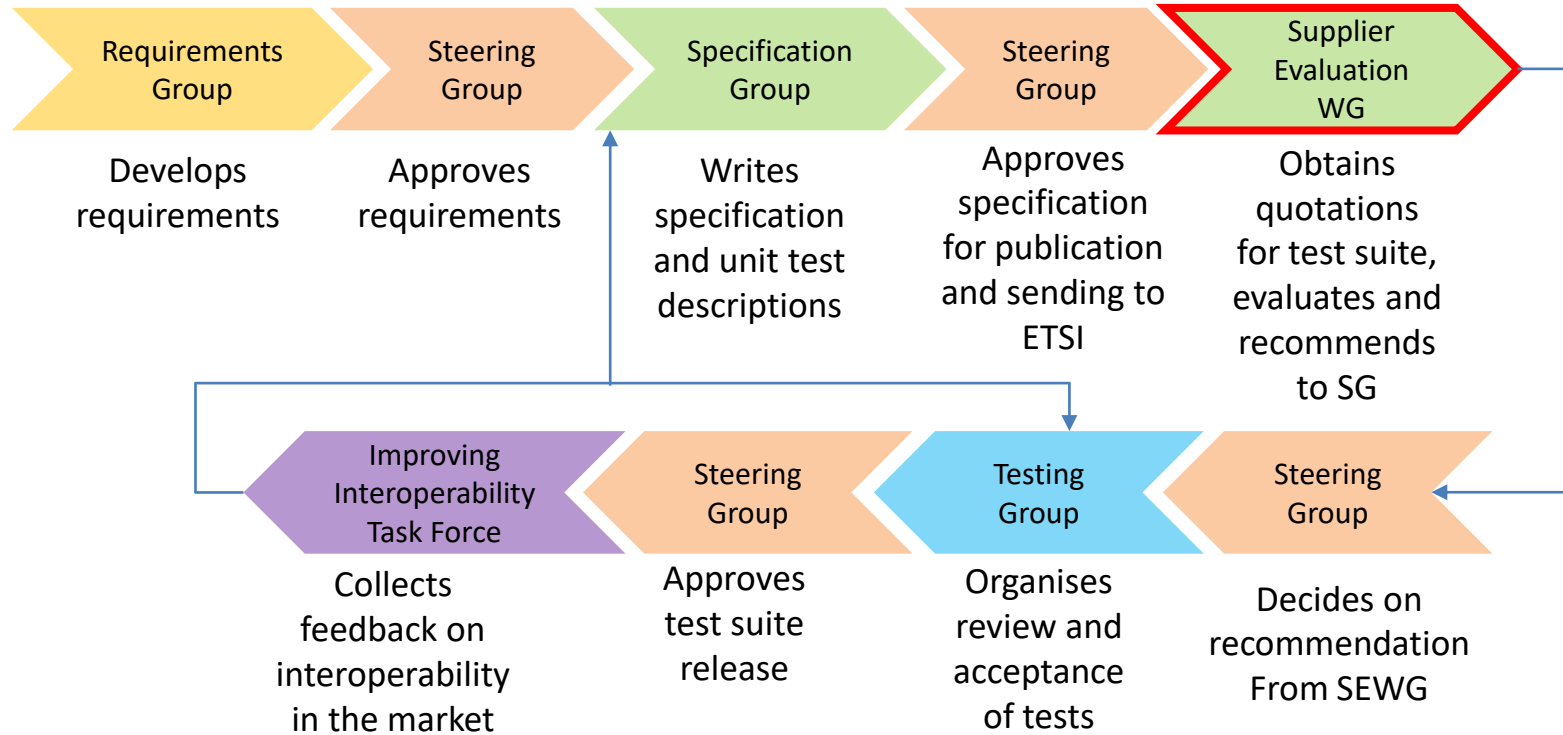 Requirements
Group
Steering
Group
Specification
Group
Steering
Group
Supplier
Evaluation
WG
Develops
requirements
Approves
requirements
Writes
specification
and unit test
descriptions
Approves
specification
for publication
and sending to
ETSI
Obtains
quotations
for test suite,
evaluates and
recommends
to SG
Improving
Interoperability
Task Force
Steering
Group
Testing
Group
Steering
Group
Collects
feedback on
interoperability
in the market
Approves
test suite
release
Organises
review and
acceptance
of tests
Decides on
recommendation
From SEWG